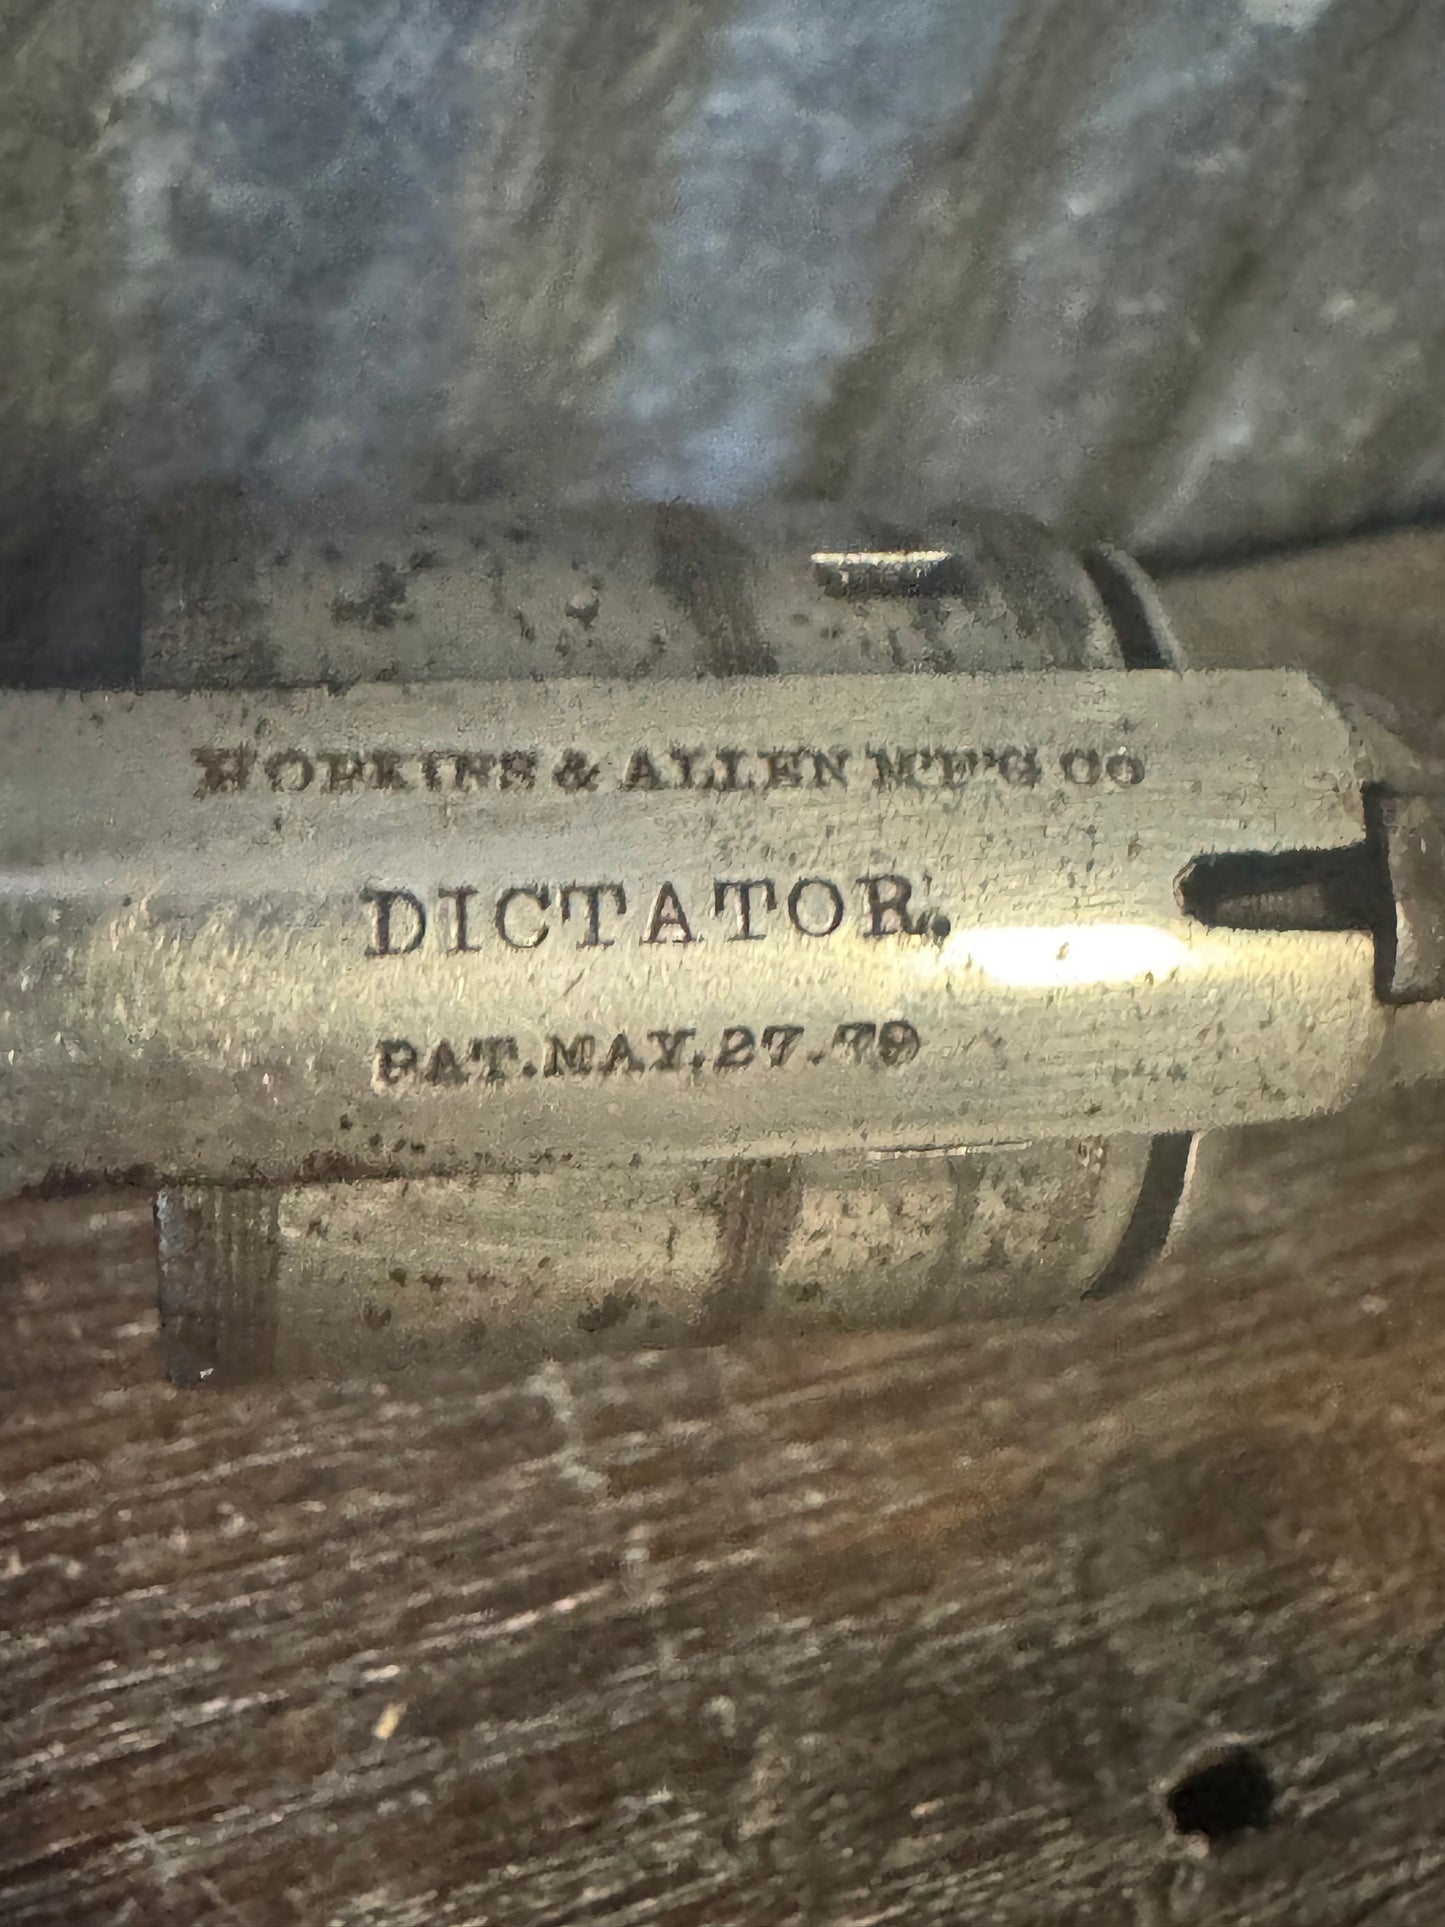 HOPKINS & ALLEN M'F'G CO
DICTATOR.
PAT. MAY. 27. 79